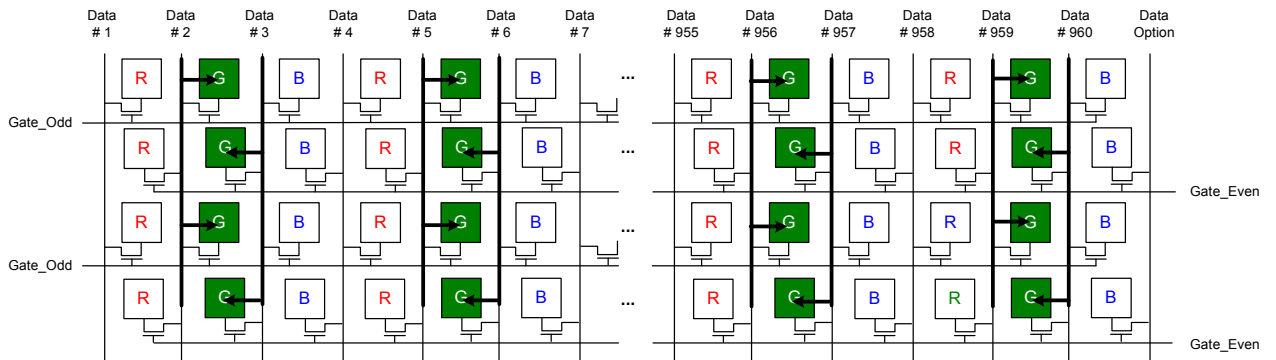 Data Data Data Data Data Data Data Data Data Data Data Data Data Data
# 1 # 2 # 3 # 4 # 5 # 6 # 7 # 955 # 956 # 957 # 958 # 959 # 960 Option
R G B R G B ... R G B R G B
Gate_Odd
R G B R G B ... R G B R G B
Gate_Even
R G B R G B ... R G B R G B
Gate_Odd
R G B R G B ... R G B R G B
Gate_Even